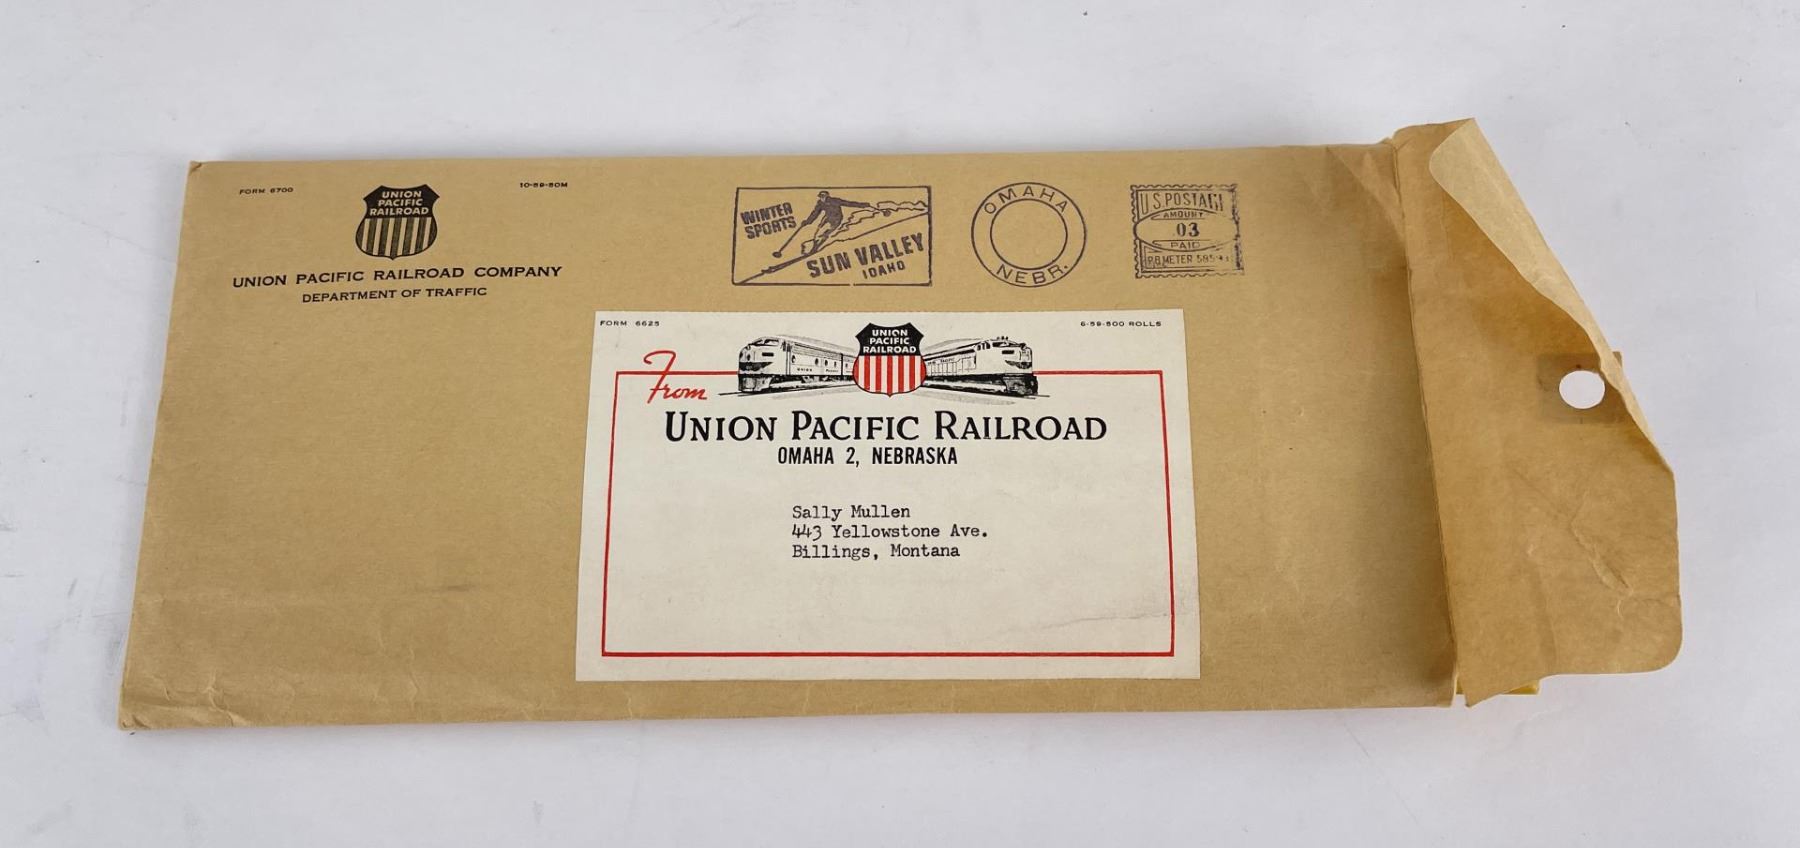 FORM 6700
10-59-50M
UNION
PACIFIC
RAILROAD
UNION PACIFIC RAILROAD COMPANY
DEPARTMENT OF TRAFFIC
WINTER
SPORTS
SUN VALLEY
IDAHO
OMAHA
NEBR.
U.S. POSTAGE
AMOUNT
.03
PAID
P.B. METER
FORM 6625
6-59-500 ROLLS
UNION
PACIFIC
RAILROAD
From
UNION PACIFIC RAILROAD
OMAHA 2, NEBRASKA
Sally Mullen
443 Yellowstone Ave.
Billings, Montana